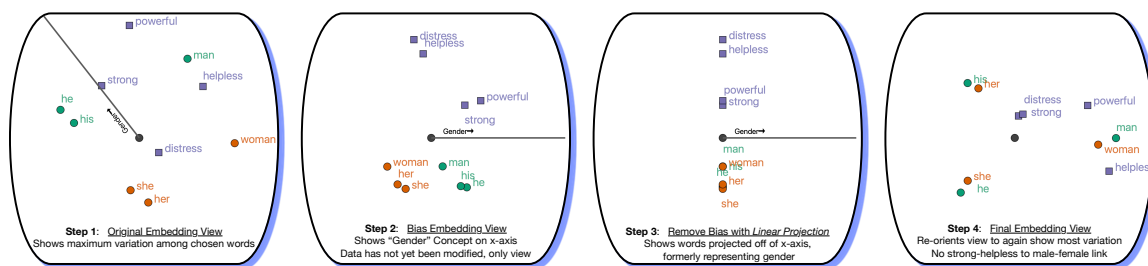 powerful
man
strong
helpless
he
his
Gender→
woman
distress
she
her
Step 1: Original Embedding View
Shows maximum variation among chosen words
distress
helpless
powerful
strong
Gender→
woman
man
her
his
she
he
Step 2: Bias Embedding View
Shows "Gender" Concept on x-axis
Data has not yet been modified, only view
distress
helpless
powerful
strong
Gender→
man
woman
his
he
her
she
Step 3: Remove Bias with Linear Projection
Shows words projected off of x-axis,
formerly representing gender
his
her
distress
strong
powerful
man
woman
helples
she
he
Step 4: Final Embedding View
Re-orients view to again show most variation
No strong-helpless to male-female link